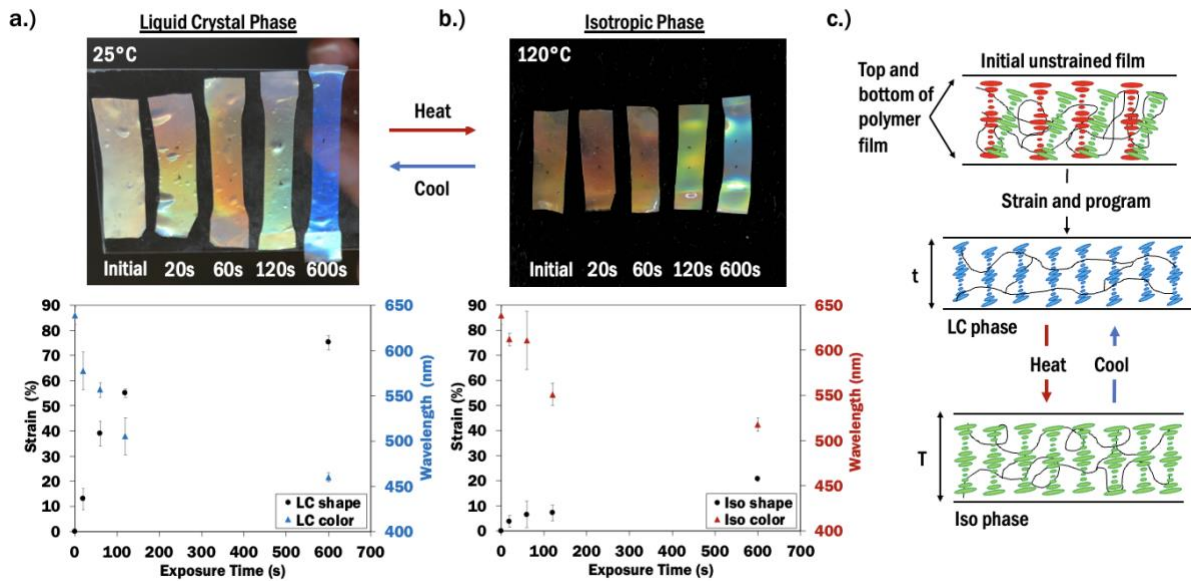 a.)
Liquid Crystal Phase
25°C
Initial 20s 60s 120s 600s
Heat
Cool
b.)
Isotropic Phase
120°C
Initial 20s 60s 120s 600s
c.)
Initial unstrained film
Top and
bottom of
polymer
film
Strain and program
t
LC phase
Heat
Cool
T
Iso phase
Strain (%)
90
80
70
60
50
40
30
20
10
0
650
600
550
500
450
400
Wavelength (nm)
LC shape
LC color
0 100 200 300 400 500 600 700
Exposure Time (s)
Strain (%)
90
80
70
60
50
40
30
20
10
0
650
600
550
500
450
400
Wavelength (nm)
Iso shape
Iso color
0 100 200 300 400 500 600 700
Exposure Time (s)